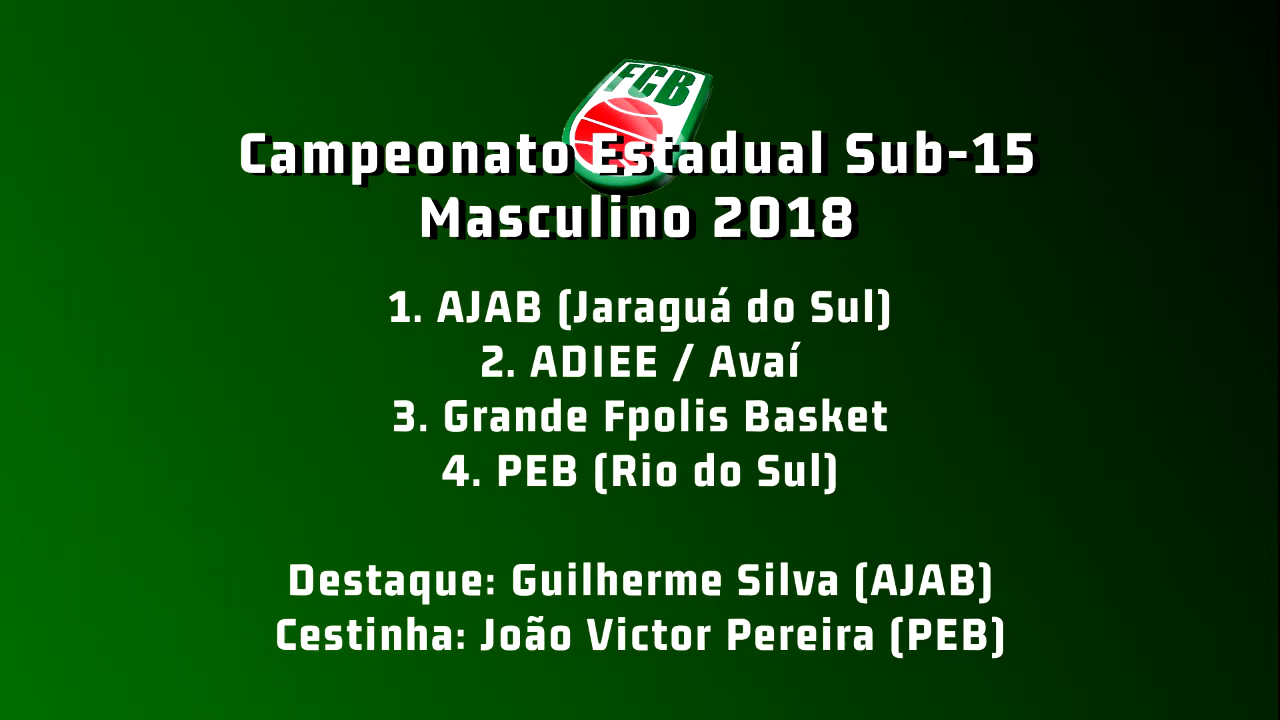 FCB
Campeonato Estadual Sub-15
Masculino 2018
1. AJAB (Jaraguá do Sul)
2. ADIEE / Avaí
3. Grande Fpolis Basket
4. PEB (Rio do Sul)
Destaque: Guilherme Silva (AJAB)
Cestinha: João Victor Pereira (PEB)